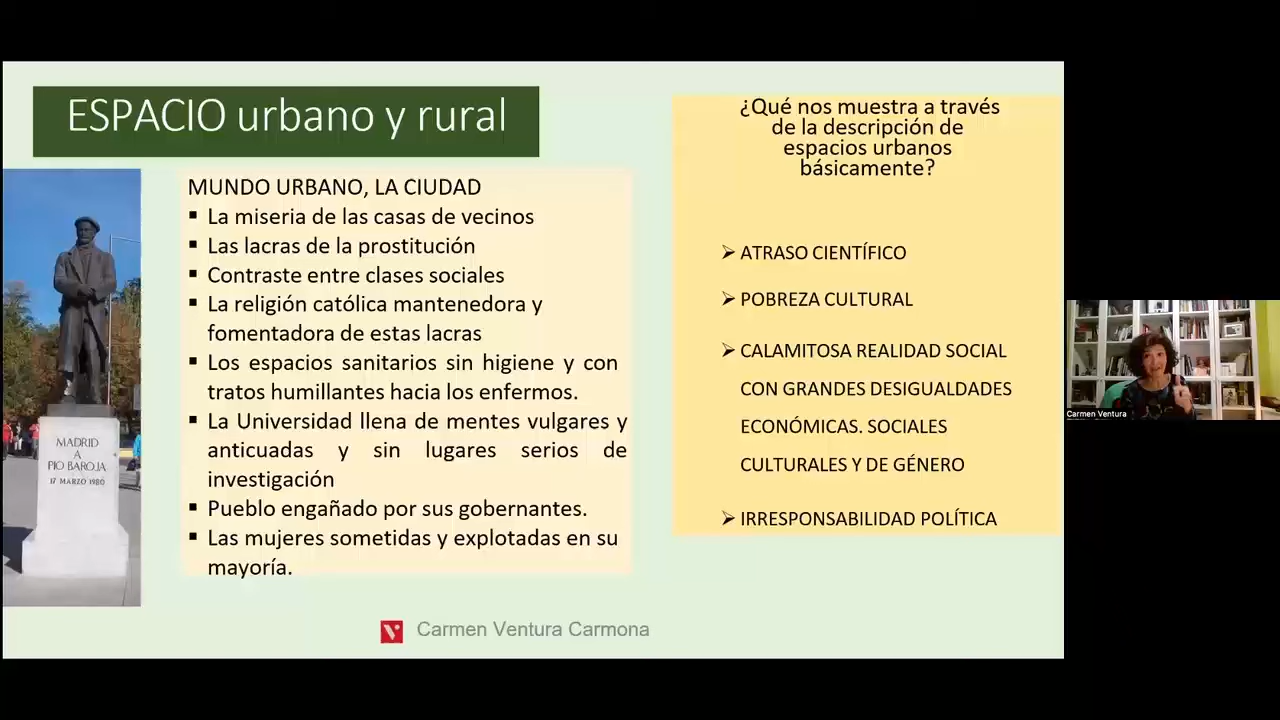 ESPACIO urbano y rural
MADRID
A
PIO BAROJA
17 MARZO 1980
MUNDO URBANO, LA CIUDAD
▪ La miseria de las casas de vecinos
▪ Las lacras de la prostitución
▪ Contraste entre clases sociales
▪ La religión católica mantenedora y
fomentadora de estas lacras
▪ Los espacios sanitarios sin higiene y con
tratos humillantes hacia los enfermos.
▪ La Universidad llena de mentes vulgares y
anticuadas y sin lugares serios de
investigación
▪ Pueblo engañado por sus gobernantes.
▪ Las mujeres sometidas y explotadas en su
mayoría.
¿Qué nos muestra a través
de la descripción de
espacios urbanos
básicamente?
➢ ATRASO CIENTÍFICO
➢ POBREZA CULTURAL
➢ CALAMITOSA REALIDAD SOCIAL
CON GRANDES DESIGUALDADES
ECONÓMICAS. SOCIALES
CULTURALES Y DE GÉNERO
➢ IRRESPONSABILIDAD POLÍTICA
Carmen Ventura Carmona
Carmen Ventura